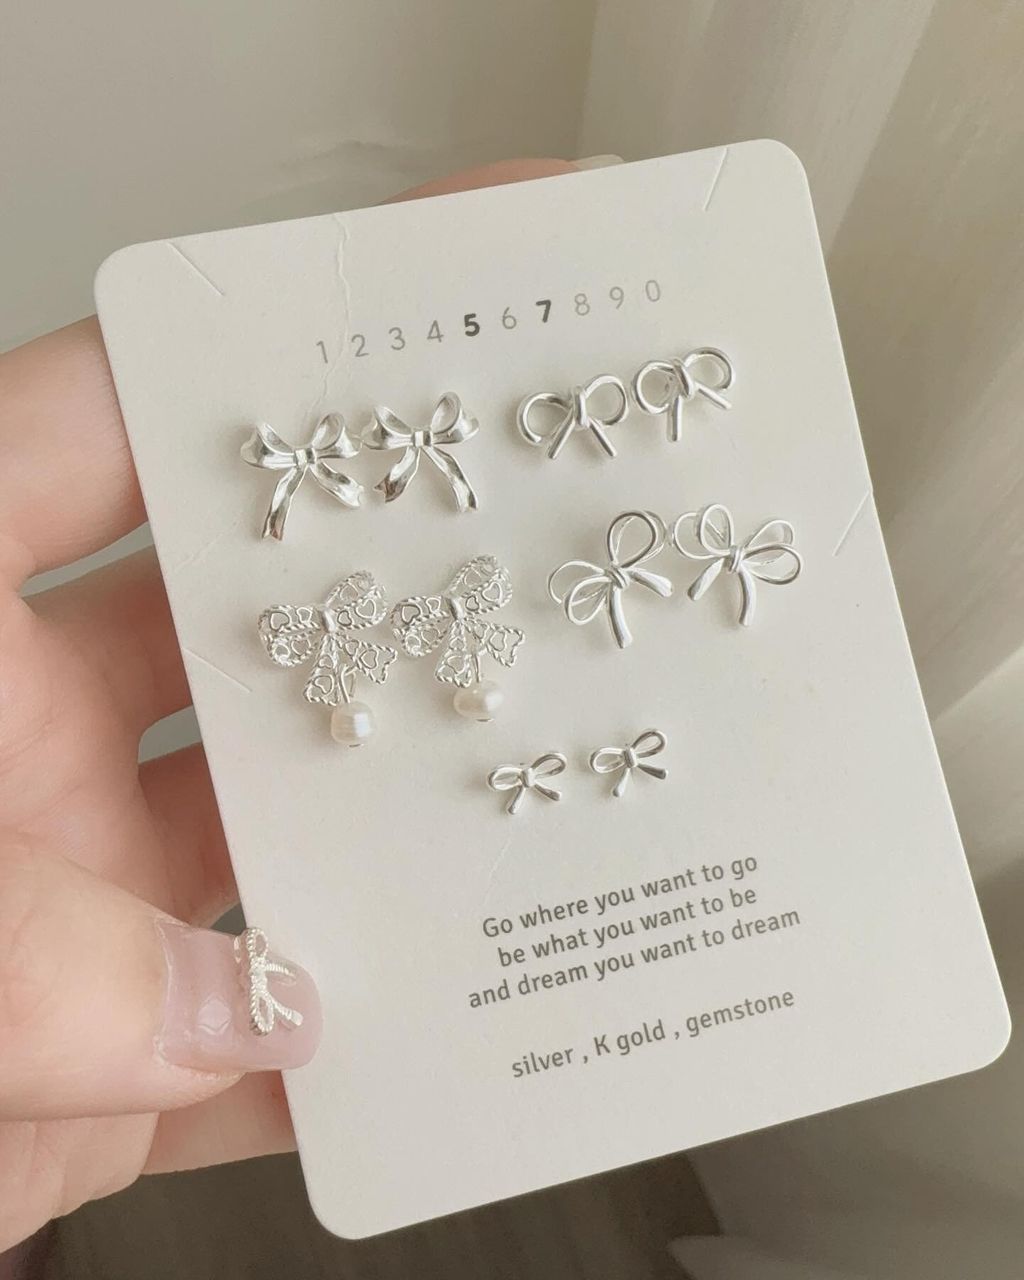 1 2 3 4 5 6 7 8 9 0
Go where you want to go
be what you want to be
and dream you want to dream
silver , K gold , gemstone